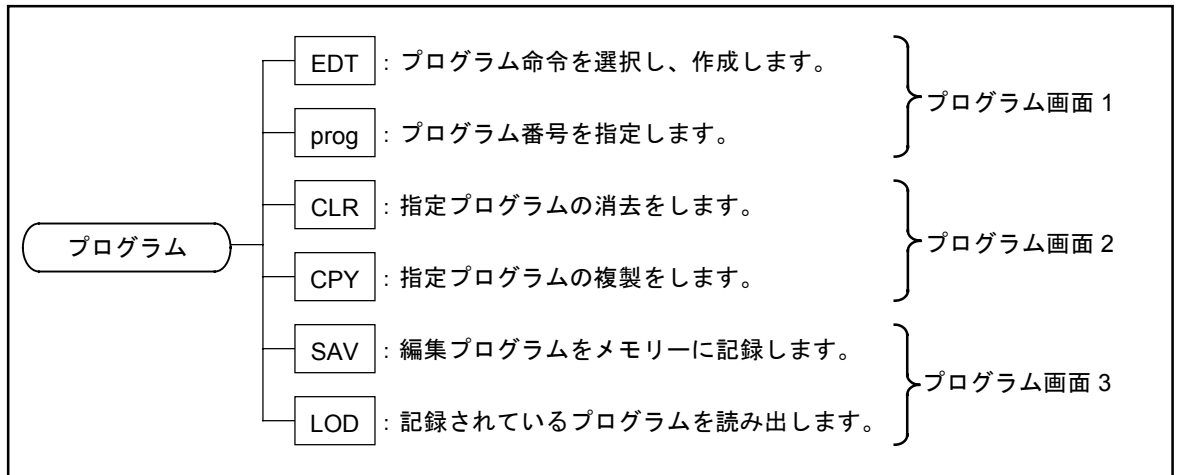 EDT : プログラム命令を選択し、作成します。
prog : プログラム番号を指定します。
プログラム画面 1
CLR : 指定プログラムの消去をします。
CPY : 指定プログラムの複製をします。
プログラム画面 2
プログラム
SAV : 編集プログラムをメモリーに記録します。
LOD : 記録されているプログラムを読み出します。
プログラム画面 3